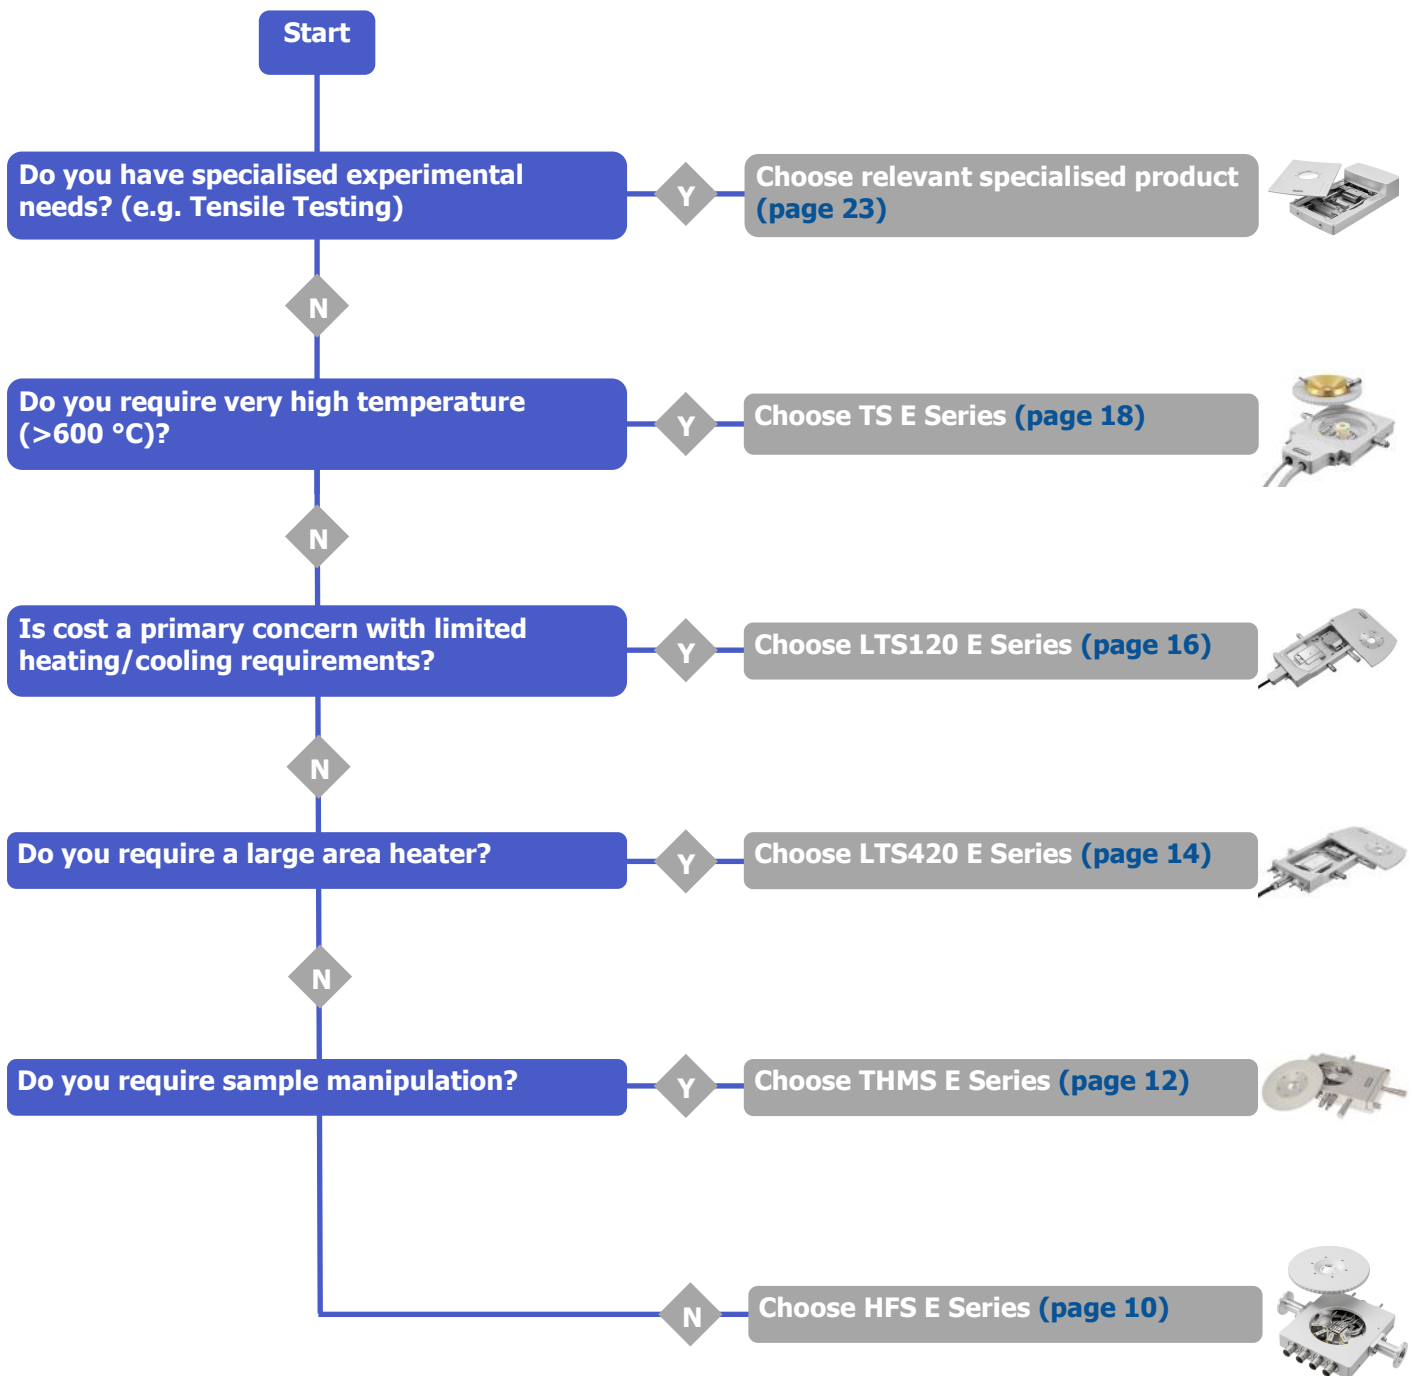 Start
Do you have specialised experimental
needs? (e.g. Tensile Testing)
Y
Choose relevant specialised product
(page 23)
N
Do you require very high temperature
(>600 °C)?
Y
Choose TS E Series (page 18)
N
Is cost a primary concern with limited
heating/cooling requirements?
Y
Choose LTS120 E Series (page 16)
N
Do you require a large area heater?
Y
Choose LTS420 E Series (page 14)
N
Do you require sample manipulation?
Y
Choose THMS E Series (page 12)
N
Choose HFS E Series (page 10)